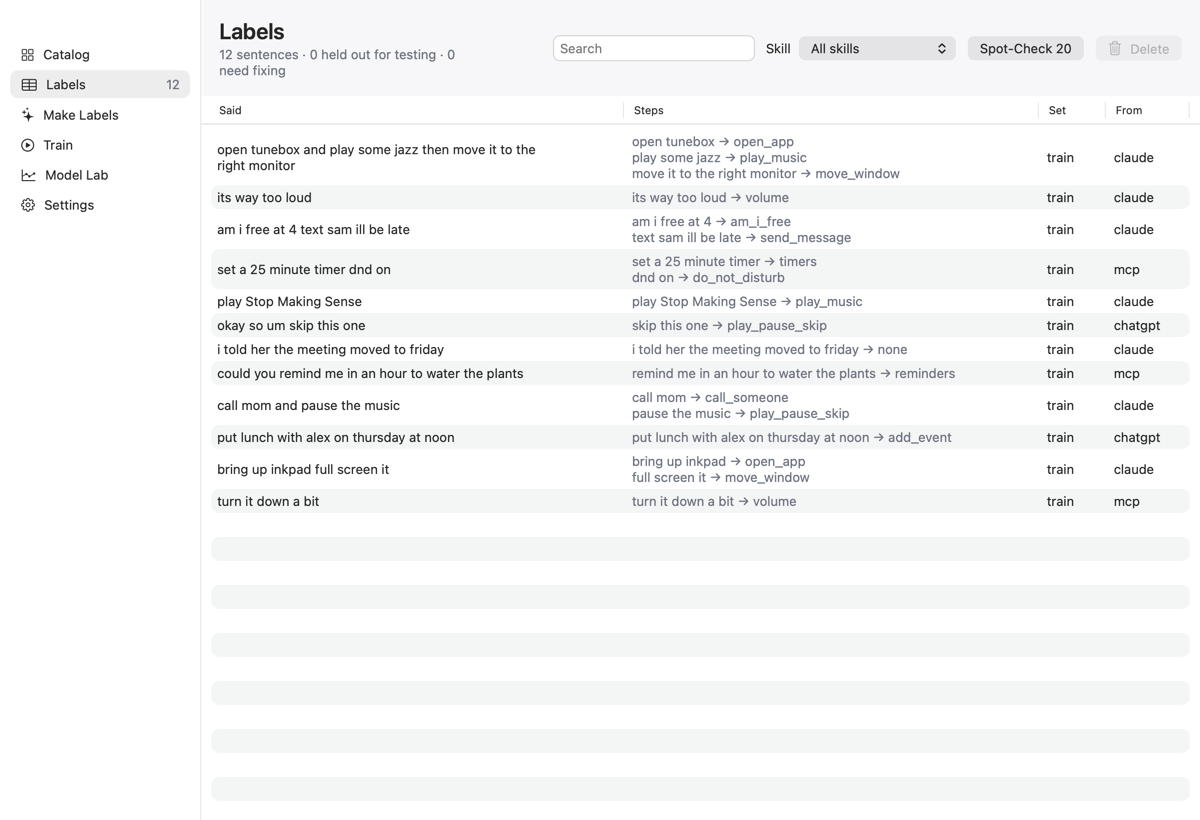 Catalog
Labels 12
Make Labels
Train
Model Lab
Settings
Labels
12 sentences · 0 held out for testing · 0
need fixing
Search
Skill
All skills
Spot-Check 20
Delete
Said Steps Set From
open tunebox and play some jazz then move it to the
right monitor
open tunebox → open_app
play some jazz → play_music
move it to the right monitor → move_window
train claude
its way too loud its way too loud → volume train claude
am i free at 4 text sam ill be late
am i free at 4 → am_i_free
text sam ill be late → send_message
train claude
set a 25 minute timer dnd on
set a 25 minute timer → timers
dnd on → do_not_disturb
train mcp
play Stop Making Sense play Stop Making Sense → play_music train claude
okay so um skip this one skip this one → play_pause_skip train chatgpt
i told her the meeting moved to friday i told her the meeting moved to friday → none train claude
could you remind me in an hour to water the plants remind me in an hour to water the plants → reminders train mcp
call mom and pause the music
call mom → call_someone
pause the music → play_pause_skip
train claude
put lunch with alex on thursday at noon put lunch with alex on thursday at noon → add_event train chatgpt
bring up inkpad full screen it
bring up inkpad → open_app
full screen it → move_window
train claude
turn it down a bit turn it down a bit → volume train mcp